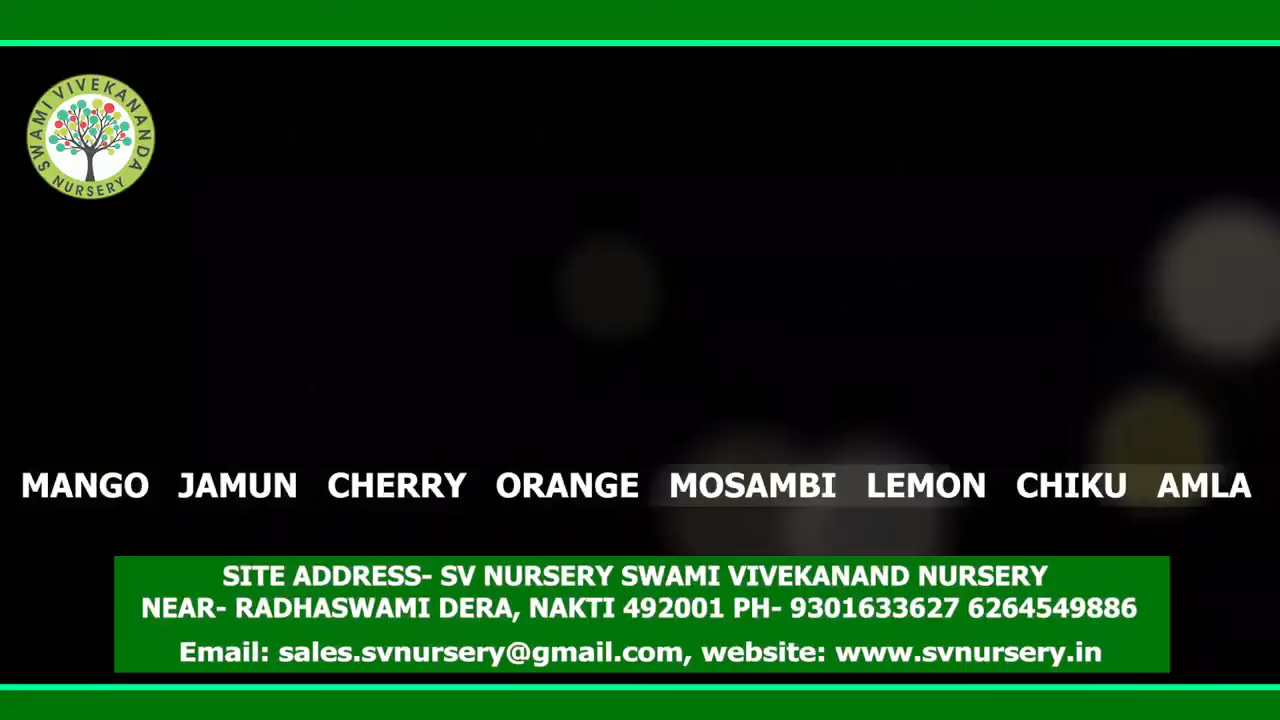 SWAMI VIVEKANANDA
NURSERY
MANGO JAMUN CHERRY ORANGE MOSAMBI LEMON CHIKU AMLA
SITE ADDRESS- SV NURSERY SWAMI VIVEKANAND NURSERY
NEAR- RADHASWAMI DERA, NAKTI 492001 PH- 9301633627 6264549886
Email: sales.svnursery@gmail.com, website: www.svnursery.in